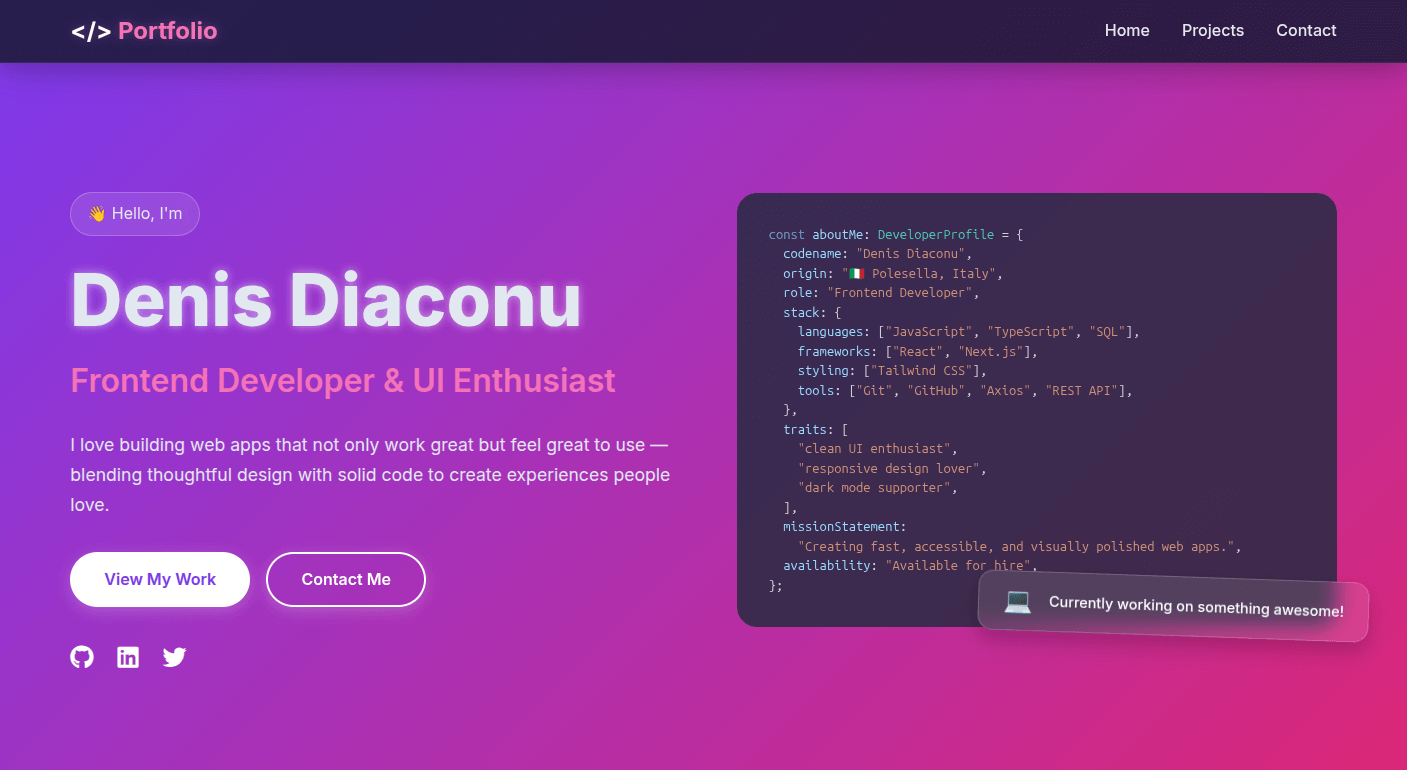 </> Portfolio
Home Projects Contact
👋 Hello, I'm
Denis Diaconu
Frontend Developer & UI Enthusiast
I love building web apps that not only work great but feel great to use —
blending thoughtful design with solid code to create experiences people
love.
View My Work Contact Me
const aboutMe: DeveloperProfile = {
  codename: "Denis Diaconu",
  origin: "🇮🇹 Polesella, Italy",
  role: "Frontend Developer",
  stack: {
    languages: ["JavaScript", "TypeScript", "SQL"],
    frameworks: ["React", "Next.js"],
    styling: ["Tailwind CSS"],
    tools: ["Git", "GitHub", "Axios", "REST API"],
  },
  traits: [
    "clean UI enthusiast",
    "responsive design lover",
    "dark mode supporter",
  ],
  missionStatement:
    "Creating fast, accessible, and visually polished web apps.",
  availability: "Available for hire",
};
💻 Currently working on something awesome!